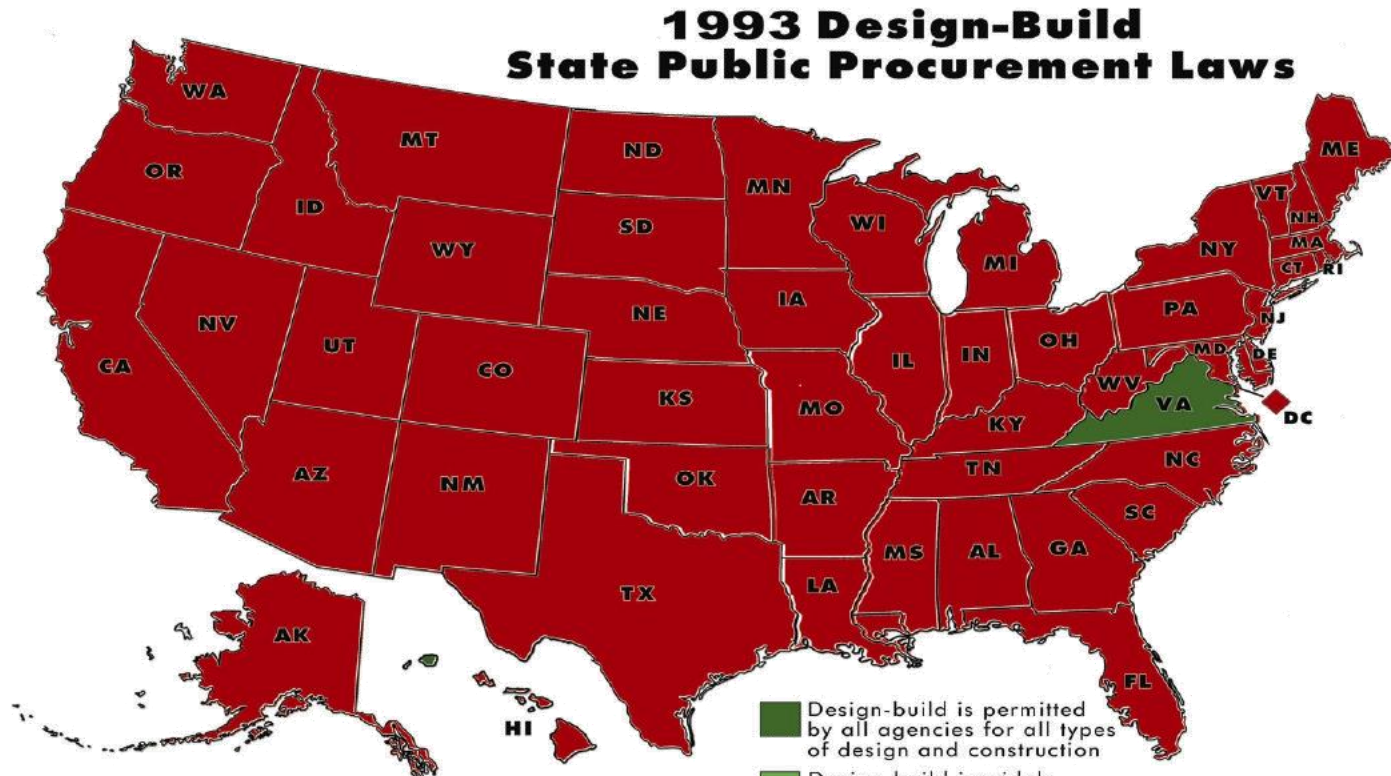 1993 Design-Build
State Public Procurement Laws
WA
MT
ND
MN
ME
OR
ID
SD
WI
VT
NH
WY
MI
NY
MA
CT
RI
IA
NE
PA
NV
UT
CO
IL
IN
OH
NJ
CA
KS
MO
WV
MD
DE
VA
DC
KY
AZ
NM
OK
AR
TN
NC
SC
MS
AL
GA
TX
LA
AK
HI
FL
Design-build is permitted
by all agencies for all types
of design and construction